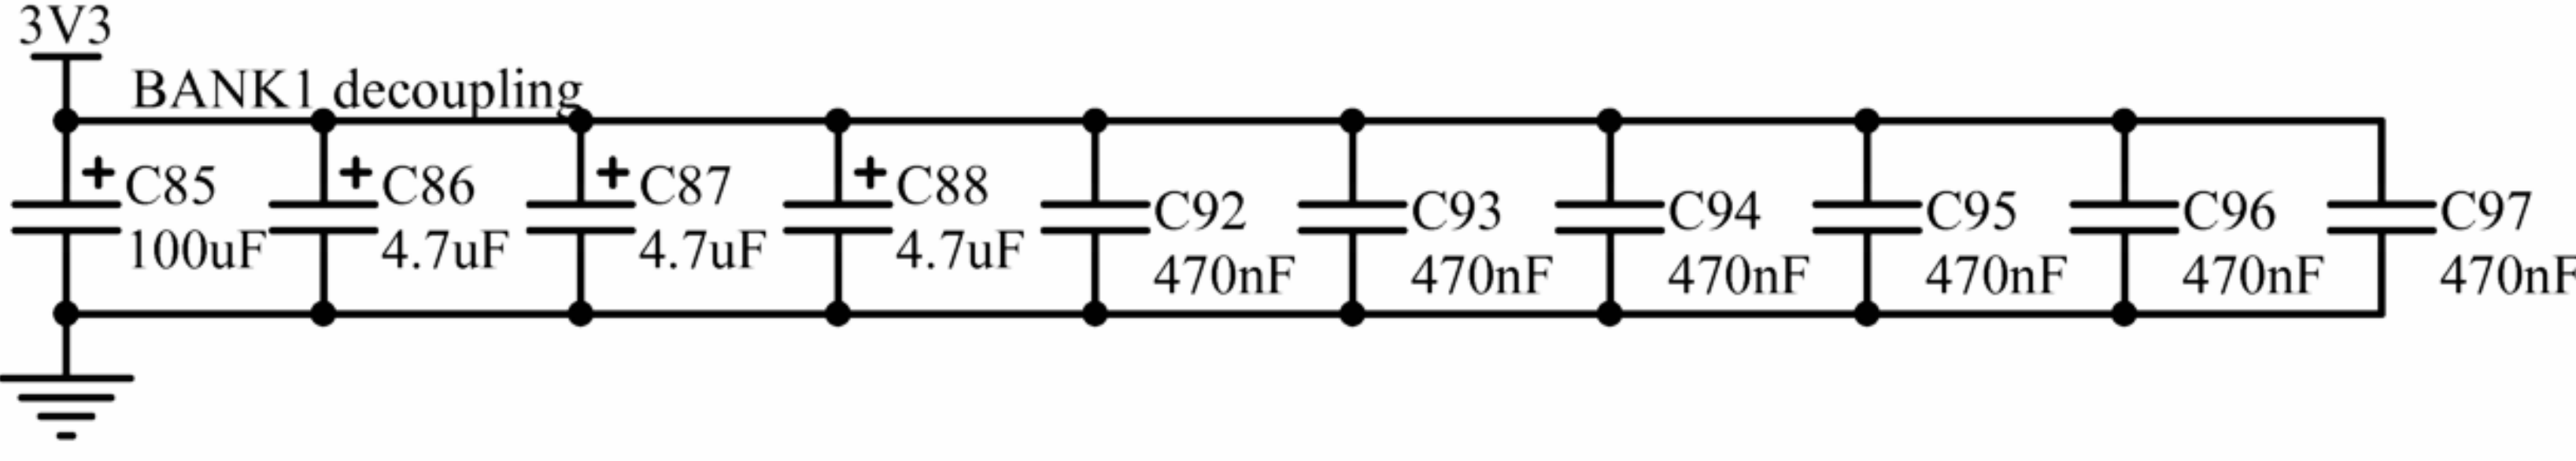 3V3
BANK1 decoupling
C85
100uF
C86
4.7uF
C87
4.7uF
C88
4.7uF
C92
470nF
C93
470nF
C94
470nF
C95
470nF
C96
470nF
C97
470nF